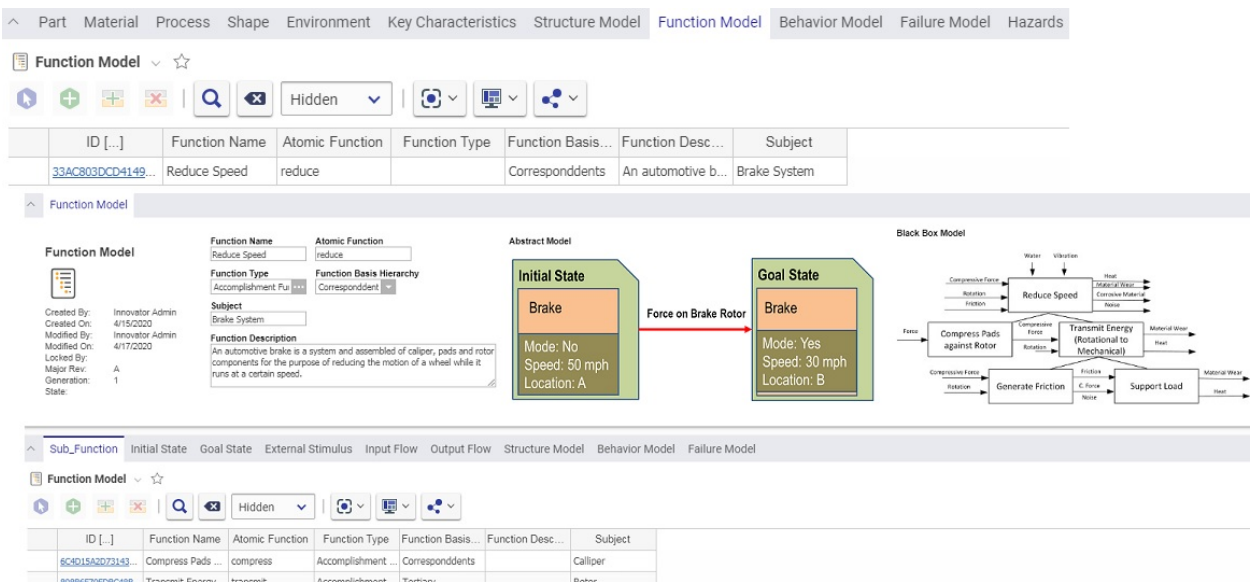 Part Material Process Shape Environment Key Characteristics Structure Model Function Model Behavior Model Failure Model Hazards
Function Model
Hidden
ID [...] Function Name Atomic Function Function Type Function Basis... Function Desc... Subject
33AC803DCD4149... Reduce Speed reduce Corresponddents An automotive b... Brake System
Function Model
Function Model
Created By: Innovator Admin
Created On: 4/15/2020
Modified By: Innovator Admin
Modified On: 4/17/2020
Locked By:
Major Rev: A
Generation: 1
State:
Function Name Atomic Function
Reduce Speed reduce
Function Type Function Basis Hierarchy
Accomplishment Fu ... Corresponddent
Subject
Brake System
Function Description
An automotive brake is a system and assembled of caliper, pads and rotor
components for the purpose of reducing the motion of a wheel while it
runs at a certain speed.
Abstract Model
Initial State
Brake
Mode: No
Speed: 50 mph
Location: A
Force on Brake Rotor
Goal State
Brake
Mode: Yes
Speed: 30 mph
Location: B
Black Box Model
Water Vibration
Compressive Force
Rotation
Friction
Reduce Speed
Heat
Material Wear
Corrosive Material
Noise
Force
Compress Pads
against Rotor
Compressive
Force
Rotation
Transmit Energy
(Rotational to
Mechanical)
Material Wear
Heat
Compressive Force
Rotation
Generate Friction
Friction
C. Force
Noise
Support Load
Material Wear
Heat
Sub_Function Initial State Goal State External Stimulus Input Flow Output Flow Structure Model Behavior Model Failure Model
Function Model
Hidden
ID [...] Function Name Atomic Function Function Type Function Basis... Function Desc... Subject
6C4D15A2D73143... Compress Pads ... compress Accomplishment ... Corresponddents Calliper
Transmit Energy transmit Accomplishment Tertiary Rotor